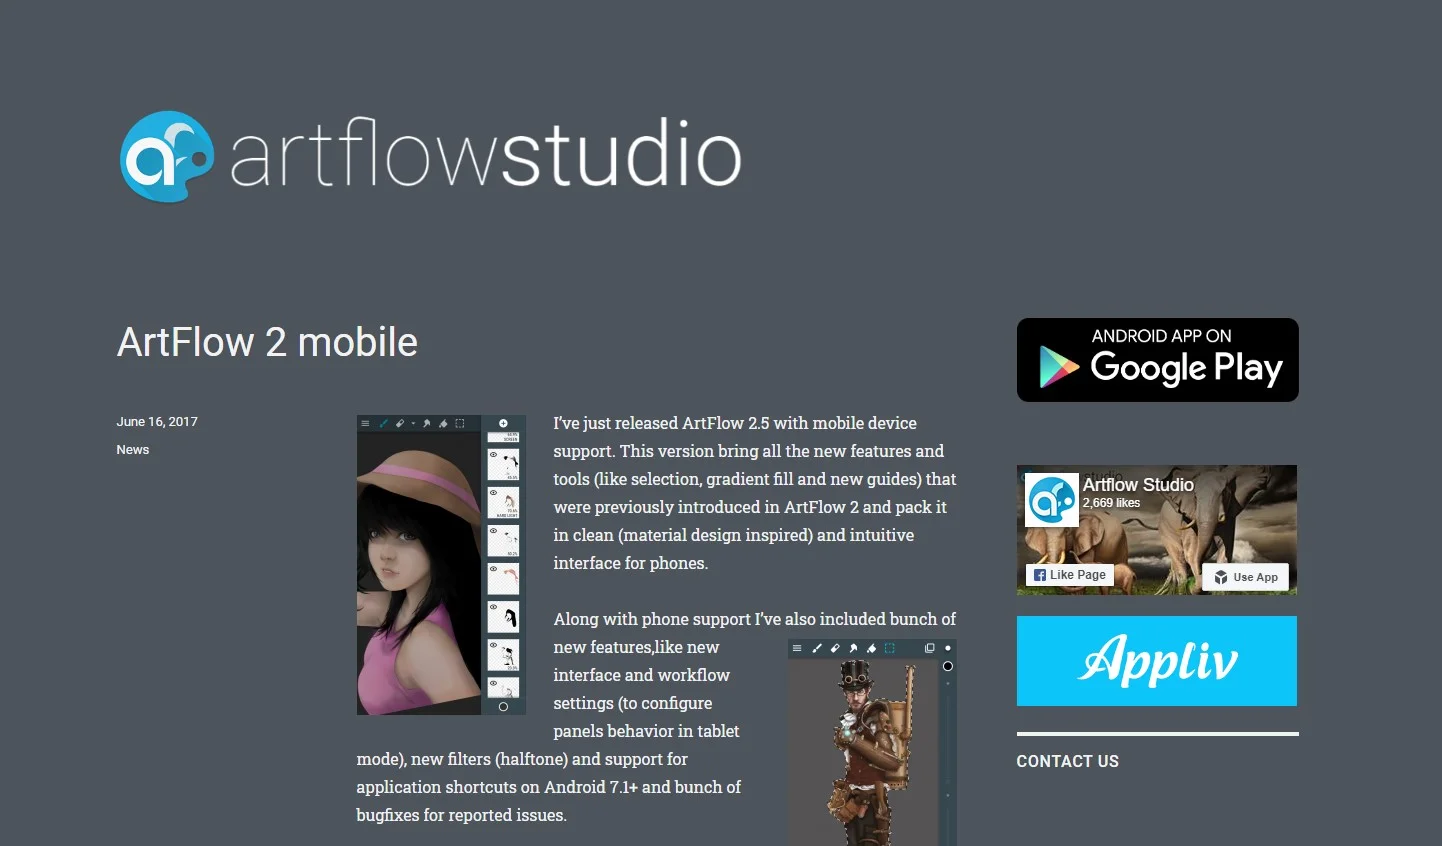 artflowstudio
ArtFlow 2 mobile
June 16, 2017
News
I've just released ArtFlow 2.5 with mobile device
support. This version bring all the new features and
tools (like selection, gradient fill and new guides) that
were previously introduced in ArtFlow 2 and pack it
in clean (material design inspired) and intuitive
interface for phones.
Along with phone support I've also included bunch of
new features,like new
interface and workflow
settings (to configure
panels behavior in tablet
mode), new filters (halftone) and support for
application shortcuts on Android 7.1+ and bunch of
bugfixes for reported issues.
ANDROID APP ON
Google Play
studio
Artflow Studio
2,669 likes
Like Page
Use App
Appliv
CONTACT US